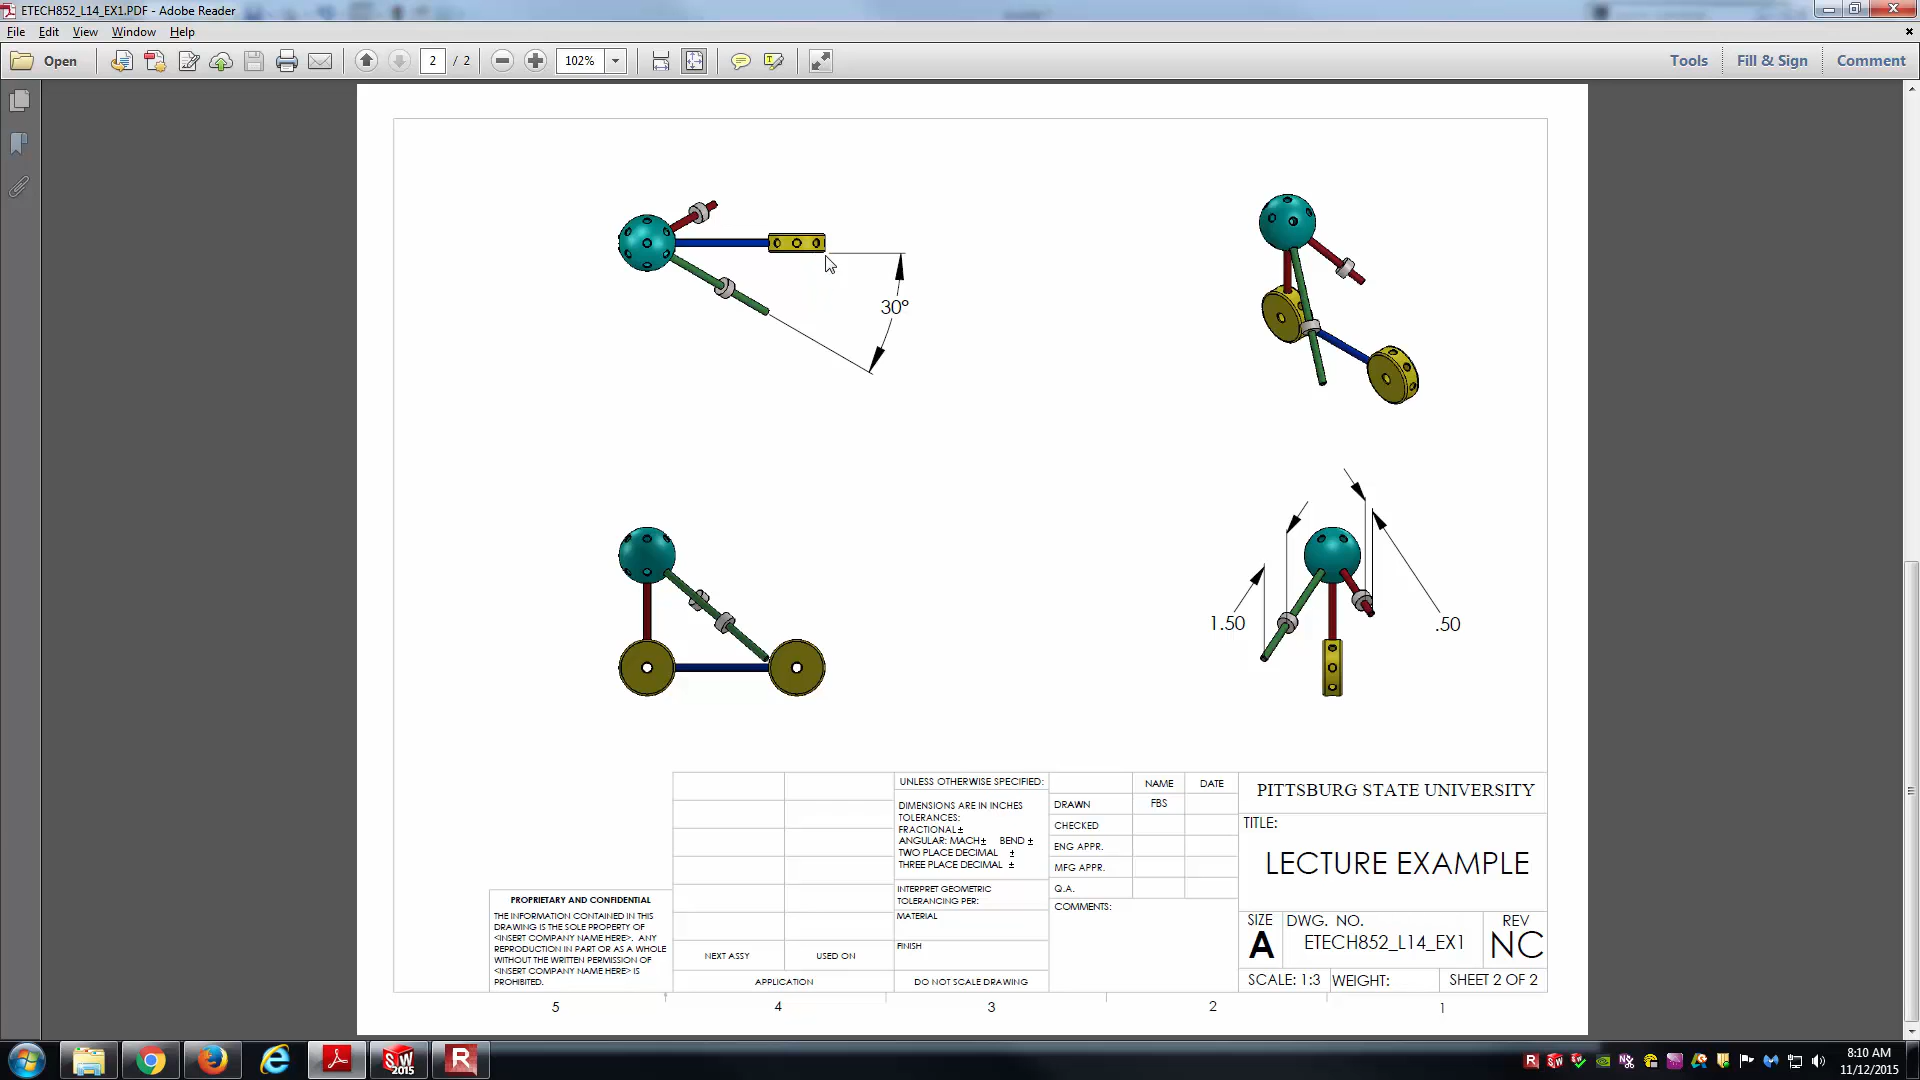 ETECH852_L14_EX1.PDF - Adobe Reader
File Edit View Window Help
Open 2 / 2 102% Tools Fill & Sign Comment
30°
1.50
.50
UNLESS OTHERWISE SPECIFIED:
DIMENSIONS ARE IN INCHES
TOLERANCES:
FRACTIONAL±
ANGULAR: MACH± BEND ±
TWO PLACE DECIMAL ±
THREE PLACE DECIMAL ±
INTERPRET GEOMETRIC
TOLERANCING PER:
MATERIAL
FINISH
DO NOT SCALE DRAWING
NAME DATE
DRAWN FBS
CHECKED
ENG APPR.
MFG APPR.
Q.A.
COMMENTS:
PITTSBURG STATE UNIVERSITY
TITLE:
LECTURE EXAMPLE
SIZE DWG. NO. REV
A ETECH852_L14_EX1 NC
SCALE: 1:3 WEIGHT: SHEET 2 OF 2
PROPRIETARY AND CONFIDENTIAL
THE INFORMATION CONTAINED IN THIS
DRAWING IS THE SOLE PROPERTY OF
<INSERT COMPANY NAME HERE>. ANY
REPRODUCTION IN PART OR AS A WHOLE
WITHOUT THE WRITTEN PERMISSION OF
<INSERT COMPANY NAME HERE> IS
PROHIBITED.
NEXT ASSY USED ON
APPLICATION
5 4 3 2 1
8:10 AM
11/12/2015